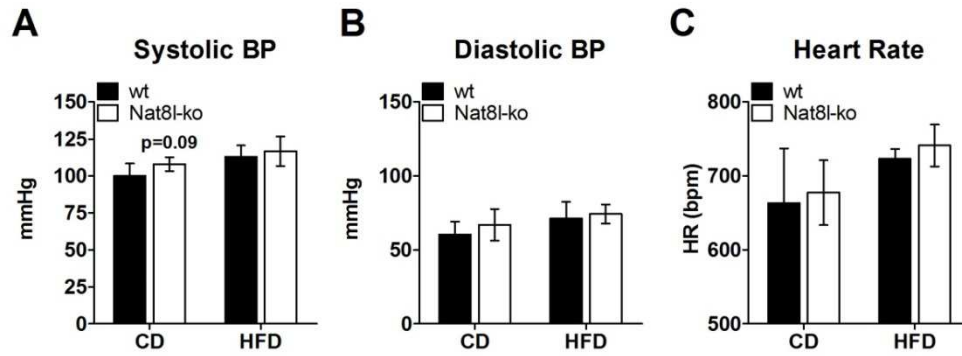 A
Systolic BP
wt
Nat8l-ko
150
125
100
75
50
25
0
mmHg
p=0.09
CD HFD
B
Diastolic BP
wt
Nat8l-ko
150
100
50
0
mmHg
CD HFD
C
Heart Rate
wt
Nat8l-ko
800
700
600
500
HR (bpm)
CD HFD